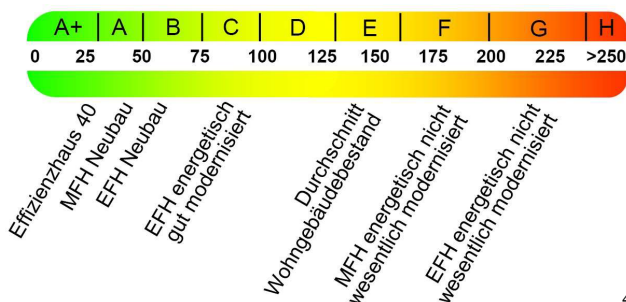 A+ A B C D E F G H
0 25 50 75 100 125 150 175 200 225 >250
Effizienzhaus 40
MFH Neubau
EFH Neubau
EFH energetisch
gut modernisiert
Durchschnitt
Wohngebäudebestand
MFH energetisch nicht
wesentlich modernisiert
EFH energetisch nicht
wesentlich modernisiert